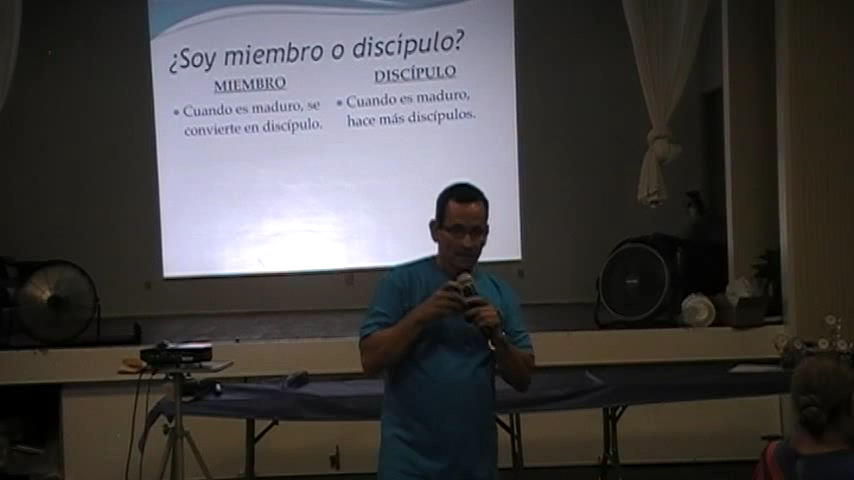 ¿Soy miembro o discípulo?
MIEMBRO
• Cuando es maduro, se
convierte en discípulo.
DISCÍPULO
• Cuando es maduro,
hace más discípulos.